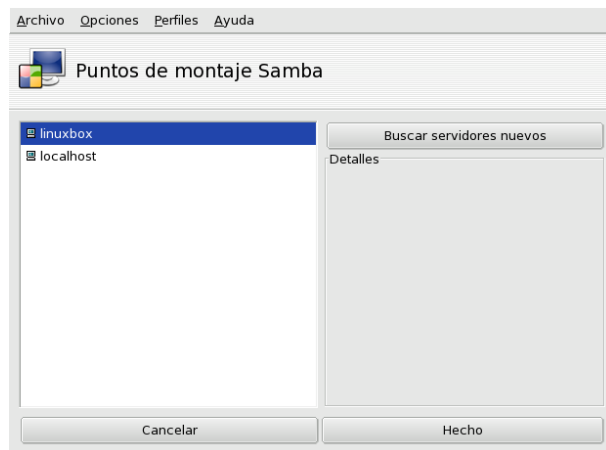 Archivo Opciones Perfiles Ayuda
Puntos de montaje Samba
linuxbox
localhost
Buscar servidores nuevos
Detalles
Cancelar
Hecho